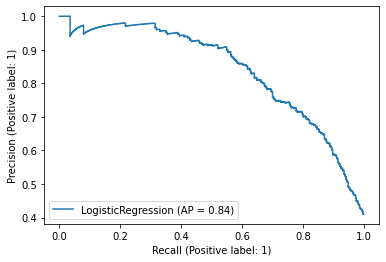 1.0
0.9
0.8
0.7
0.6
0.5
0.4
Precision (Positive label: 1)
LogisticRegression (AP = 0.84)
0.0 0.2 0.4 0.6 0.8 1.0
Recall (Positive label: 1)